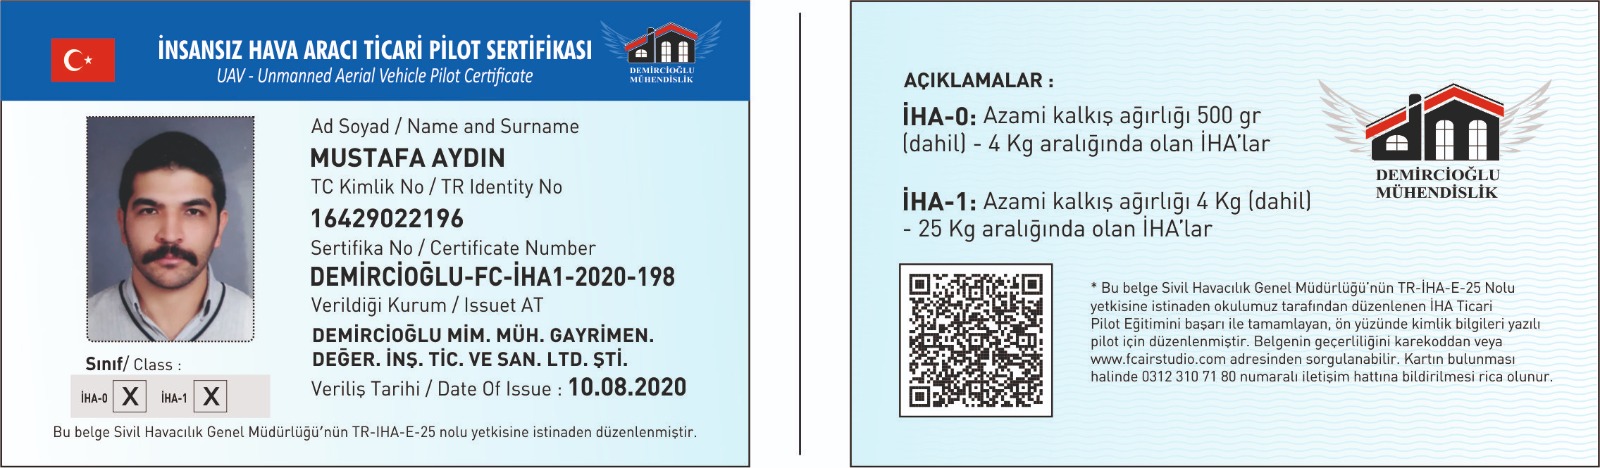 İNSANSIZ HAVA ARACI TİCARİ PİLOT SERTİFİKASI
UAV - Unmanned Aerial Vehicle Pilot Certificate
DEMİRCİOĞLU
MÜHENDİSLİK
Ad Soyad / Name and Surname
MUSTAFA AYDIN
TC Kimlik No / TR Identity No
16429022196
Sertifika No / Certificate Number
DEMİRCİOĞLU-FC-İHA1-2020-198
Verildiği Kurum / Issuet AT
DEMİRCİOĞLU MİM. MÜH. GAYRİMEN.
DEĞER. İNŞ. TİC. VE SAN. LTD. ŞTİ.
Veriliş Tarihi / Date Of Issue : 10.08.2020
Sınıf/ Class :
İHA-0 X İHA-1 X
Bu belge Sivil Havacılık Genel Müdürlüğü'nün TR-IHA-E-25 nolu yetkisine istinaden düzenlenmiştir.
AÇIKLAMALAR :
İHA-0: Azami kalkış ağırlığı 500 gr
(dahil) - 4 Kg aralığında olan İHA'lar
İHA-1: Azami kalkış ağırlığı 4 Kg (dahil)
- 25 Kg aralığında olan İHA'lar
DEMİRCİOĞLU
MÜHENDİSLİK
* Bu belge Sivil Havacılık Genel Müdürlüğü'nün TR-İHA-E-25 Nolu
yetkisine istinaden okulumuz tarafından düzenlenen İHA Ticari
Pilot Eğitimini başarı ile tamamlayan, ön yüzünde kimlik bilgileri yazılı
pilot için düzenlenmiştir. Belgenin geçerliliğini karekoddan veya
www.fcairstudio.com adresinden sorgulanabilir. Kartın bulunması
halinde 0312 310 71 80 numaralı iletişim hattına bildirilmesi rica olunur.